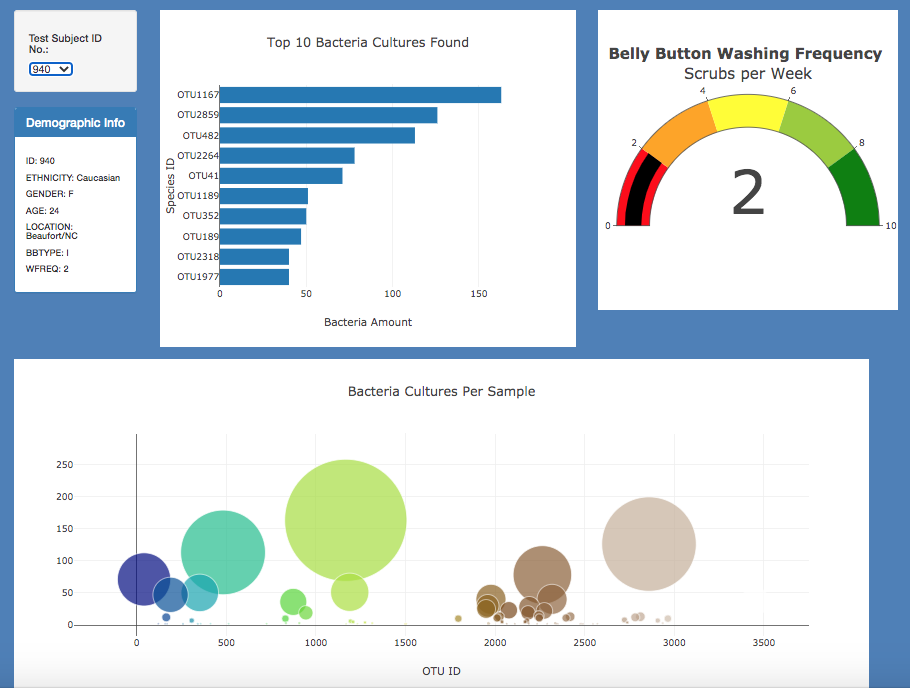 Test Subject ID
No.:
940
Demographic Info
ID: 940
ETHNICITY: Caucasian
GENDER: F
AGE: 24
LOCATION:
Beaufort/NC
BBTYPE: I
WFREQ: 2
Top 10 Bacteria Cultures Found
Species ID
OTU1167
OTU2859
OTU482
OTU2264
OTU41
OTU1189
OTU352
OTU189
OTU2318
OTU1977
0 50 100 150
Bacteria Amount
Belly Button Washing Frequency
Scrubs per Week
0 2 4 6 8 10
2
Bacteria Cultures Per Sample
250
200
150
100
50
0
0 500 1000 1500 2000 2500 3000 3500
OTU ID